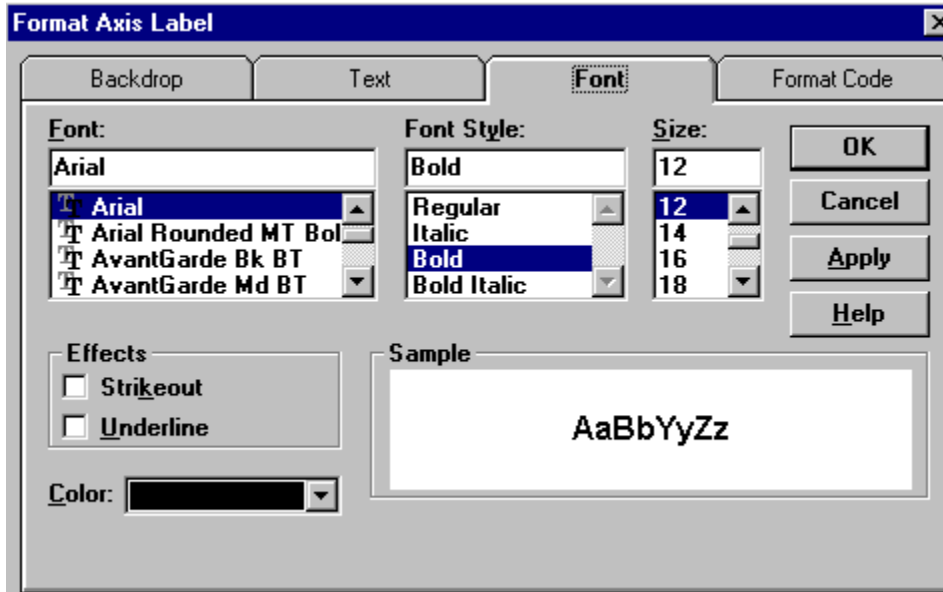 Format Axis Label
Backdrop Text Font Format Code
Font: Font Style: Size:
OK
Arial Bold 12
Arial Regular 12
Cancel
Arial Rounded MT Bol Italic 14
AvantGarde Bk BT Bold 16
Apply
AvantGarde Md BT Bold Italic 18
Help
Effects Sample
Strikeout
Underline
AaBbYyZz
Color: